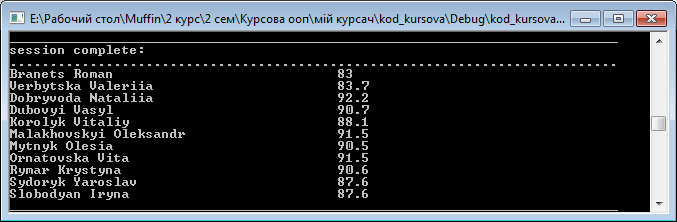 E:\Рабочий стол\Muffin\2 курс\2 сем\Курсова ооп\мій курсач\kod_kursova\Debug\kod_kursova...
session complete:
Branets Roman 83
Verbytska Valeriia 83.7
Dobryvoda Nataliia 92.2
Dubovyi Vasyl 90.7
Korolyk Vitaliy 88.1
Malakhovskyi Oleksandr 91.5
Mytnyk Olesia 90.5
Ornatovska Vita 91.5
Rymar Krystyna 90.6
Sydoryk Yaroslav 87.6
Slobodyan Iryna 87.6